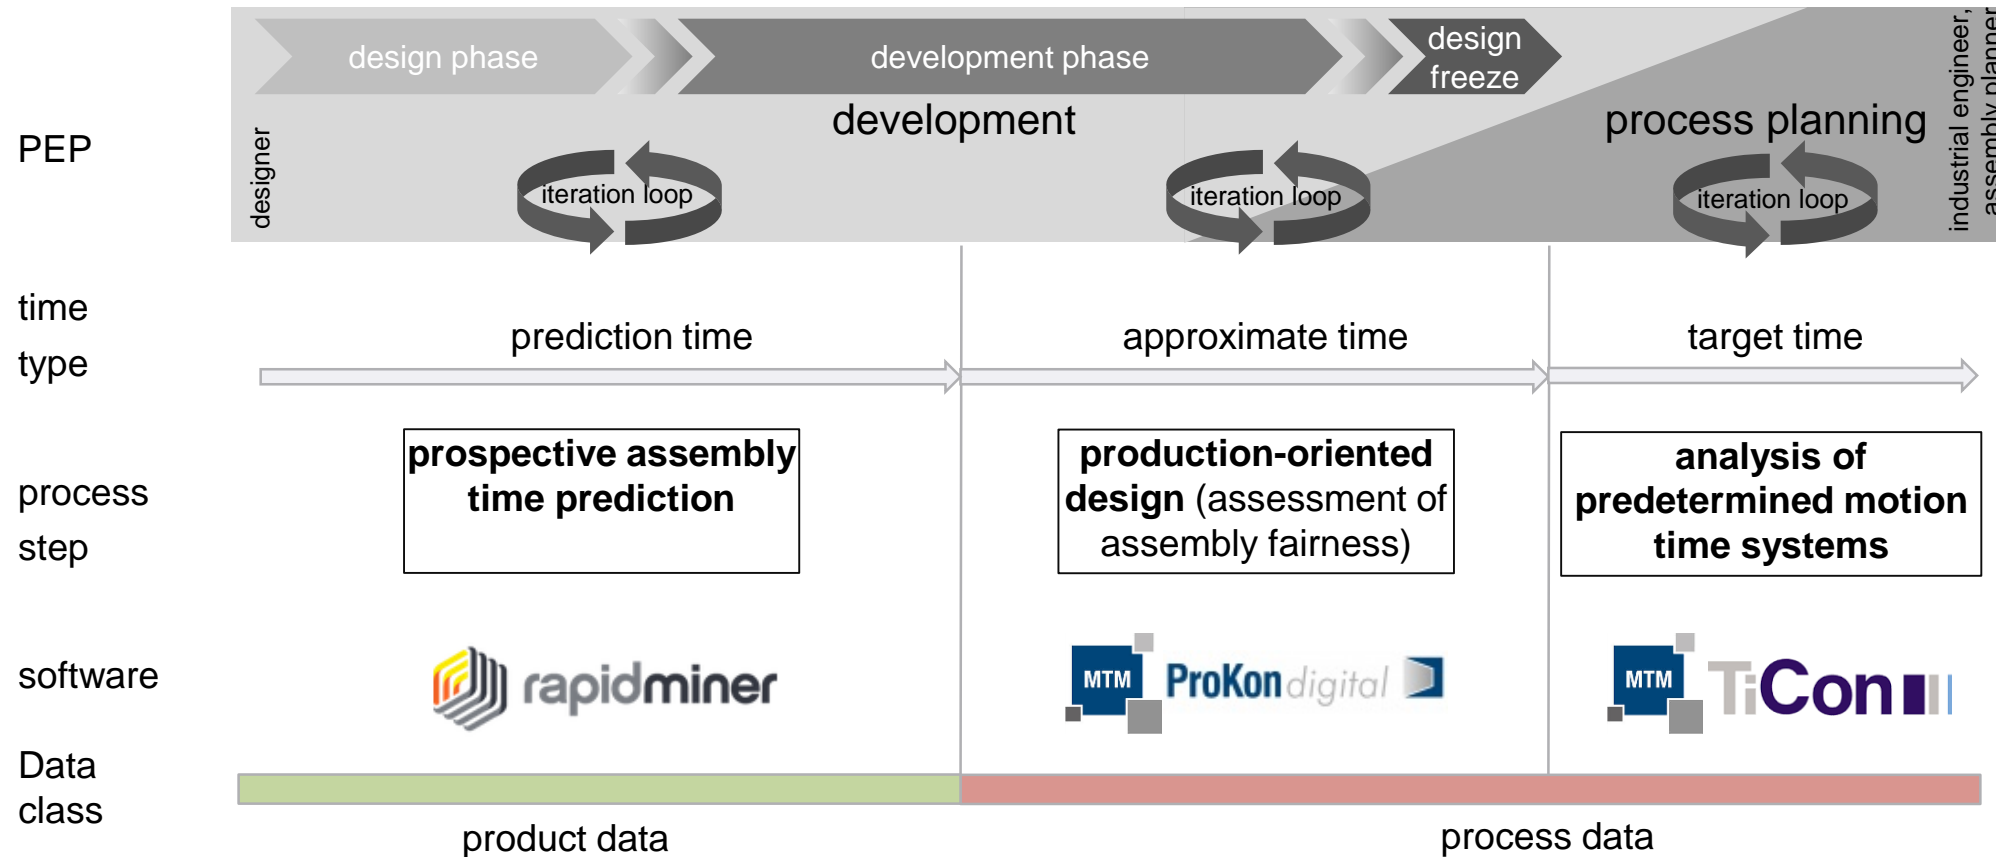 design phase
development phase
design
freeze
PEP
designer
development
process planning
industrial engineer,
assembly planner
iteration loop
iteration loop
iteration loop
time
type
prediction time
approximate time
target time
process
step
prospective assembly
time prediction
production-oriented
design (assessment of
assembly fairness)
analysis of
predetermined motion
time systems
software
rapidminer
MTM ProKon digital
MTM TiCon
Data
class
product data
process data